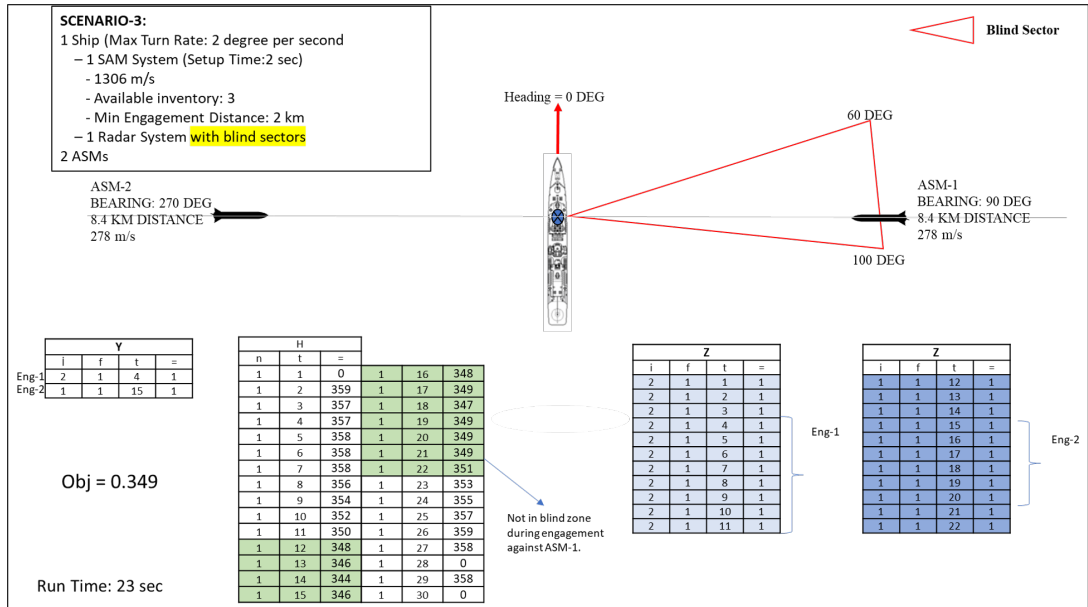 SCENARIO-3:
1 Ship (Max Turn Rate: 2 degree per second
– 1 SAM System (Setup Time:2 sec)
- 1306 m/s
- Available inventory: 3
- Min Engagement Distance: 2 km
– 1 Radar System with blind sectors
2 ASMs
Blind Sector
Heading = 0 DEG
60 DEG
ASM-2
BEARING: 270 DEG
8.4 KM DISTANCE
278 m/s
ASM-1
BEARING: 90 DEG
8.4 KM DISTANCE
278 m/s
100 DEG
Y
i f t =
Eng-1 2 1 4 1
Eng-2 1 1 15 1
Obj = 0.349
Run Time: 23 sec
H
n t =
1 1 0 1 16 348
1 2 359 1 17 349
1 3 357 1 18 347
1 4 357 1 19 349
1 5 358 1 20 349
1 6 358 1 21 349
1 7 358 1 22 351
1 8 356 1 23 353
1 9 354 1 24 355
1 10 352 1 25 357
1 11 350 1 26 359
1 12 348 1 27 358
1 13 346 1 28 0
1 14 344 1 29 358
1 15 346 1 30 0
Not in blind zone
during engagement
against ASM-1.
Z
i f t =
2 1 1 1
2 1 2 1
2 1 3 1
2 1 4 1
2 1 5 1
2 1 6 1
2 1 7 1
2 1 8 1
2 1 9 1
2 1 10 1
2 1 11 1
Eng-1
Z
i f t =
1 1 12 1
1 1 13 1
1 1 14 1
1 1 15 1
1 1 16 1
1 1 17 1
1 1 18 1
1 1 19 1
1 1 20 1
1 1 21 1
1 1 22 1
Eng-2